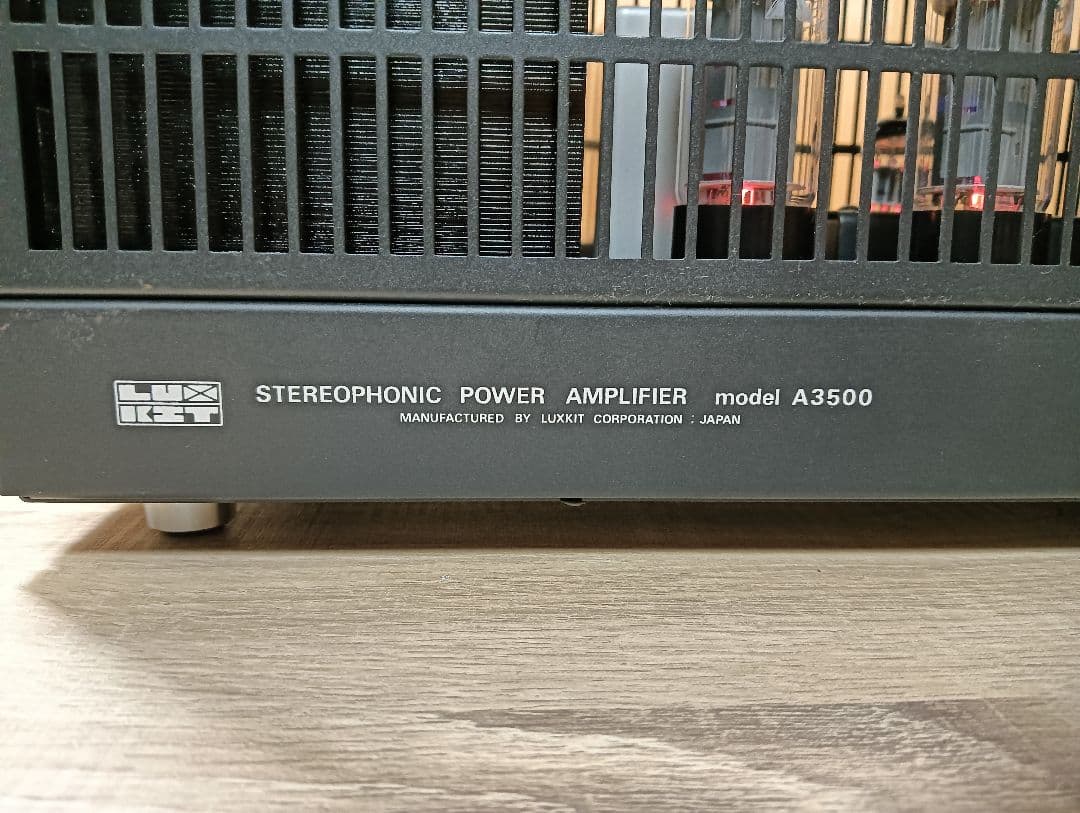 LUX
KIT
STEREOPHONIC POWER AMPLIFIER model A3500
MANUFACTURED BY LUXKIT CORPORATION : JAPAN